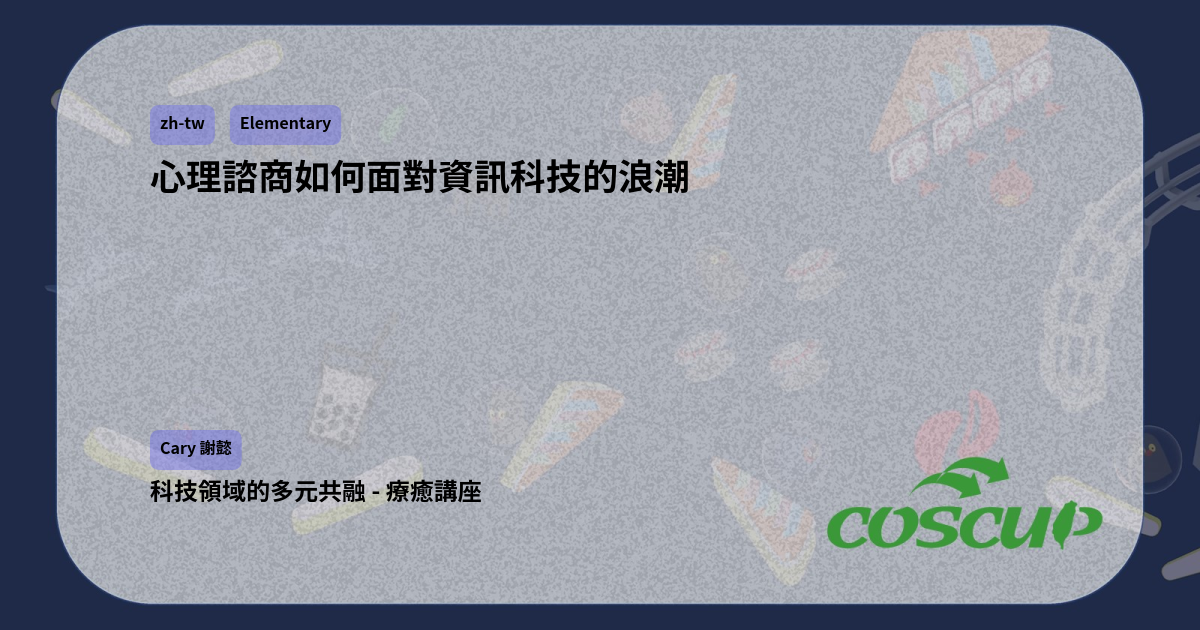 zh-tw Elementary
心理諮商如何面對資訊科技的浪潮
Cary 謝懿
科技領域的多元共融 - 療癒講座
COSCUP